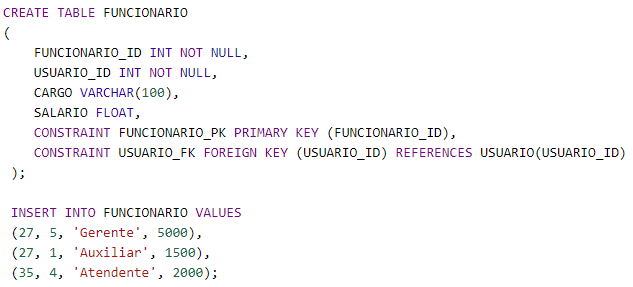 CREATE TABLE FUNCIONARIO
(
FUNCIONARIO_ID INT NOT NULL,
USUARIO_ID INT NOT NULL,
CARGO VARCHAR(100),
SALARIO FLOAT,
CONSTRAINT FUNCIONARIO_PK PRIMARY KEY (FUNCIONARIO_ID),
CONSTRAINT USUARIO_FK FOREIGN KEY (USUARIO_ID) REFERENCES USUARIO(USUARIO_ID)
);
INSERT INTO FUNCIONARIO VALUES
(27, 5, 'Gerente', 5000),
(27, 1, 'Auxiliar', 1500),
(35, 4, 'Atendente', 2000);